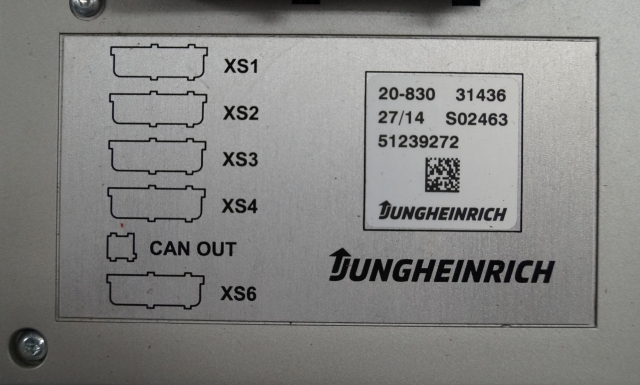 XS1
XS2
XS3
XS4
CAN OUT
XS6
20-830 31436
27/14 S02463
51239272
JUNGHEINRICH
JUNGHEINRICH